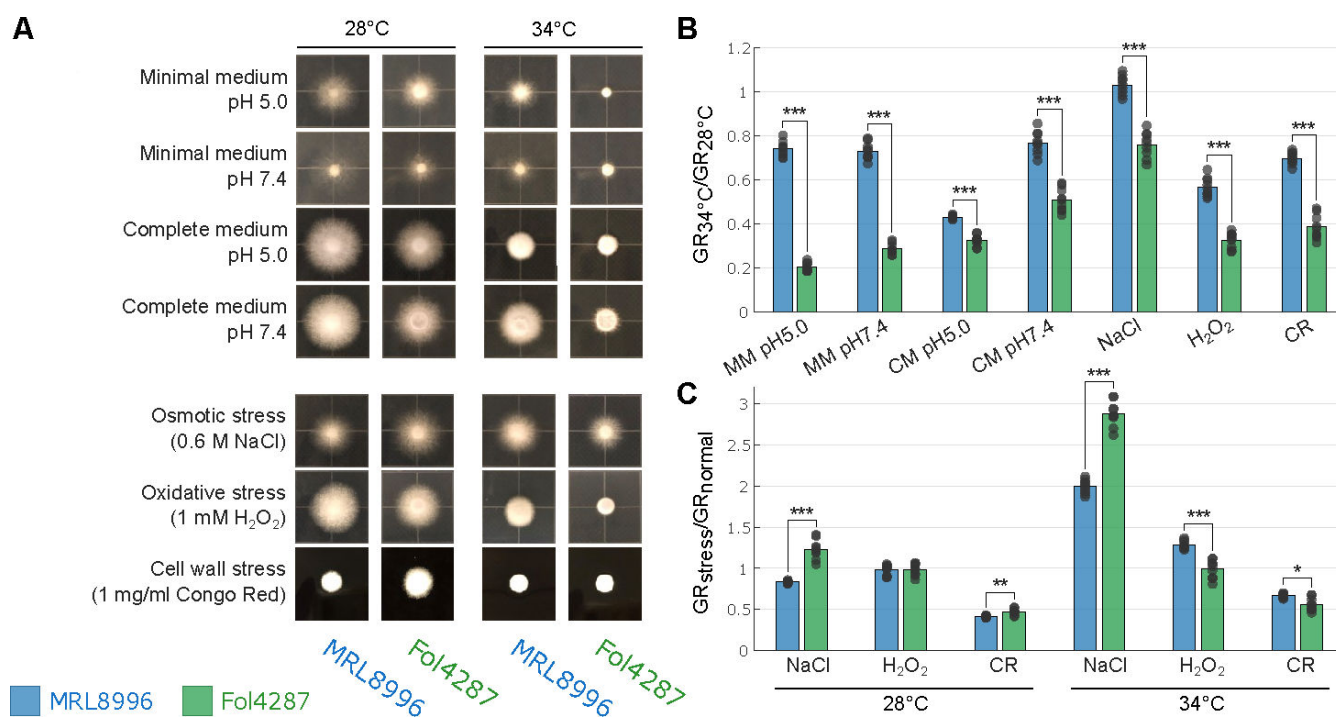 A
28°C
34°C
Minimal medium
pH 5.0
Minimal medium
pH 7.4
Complete medium
pH 5.0
Complete medium
pH 7.4
Osmotic stress
(0.6 M NaCl)
Oxidative stress
(1 mM H₂O₂)
Cell wall stress
(1 mg/ml Congo Red)
MRL8996
Fol4287
MRL8996
Fol4287
MRL8996
Fol4287
B
GR34°C/GR28°C
1.2
1
0.8
0.6
0.4
0.2
0
***
***
***
***
***
***
***
MM pH5.0
MM pH7.4
CM pH5.0
CM pH7.4
NaCl
H₂O₂
CR
C
GRstress/GRnormal
3
2.5
2
1.5
1
0.5
0
***
**
***
***
*
NaCl
H₂O₂
CR
NaCl
H₂O₂
CR
28°C
34°C